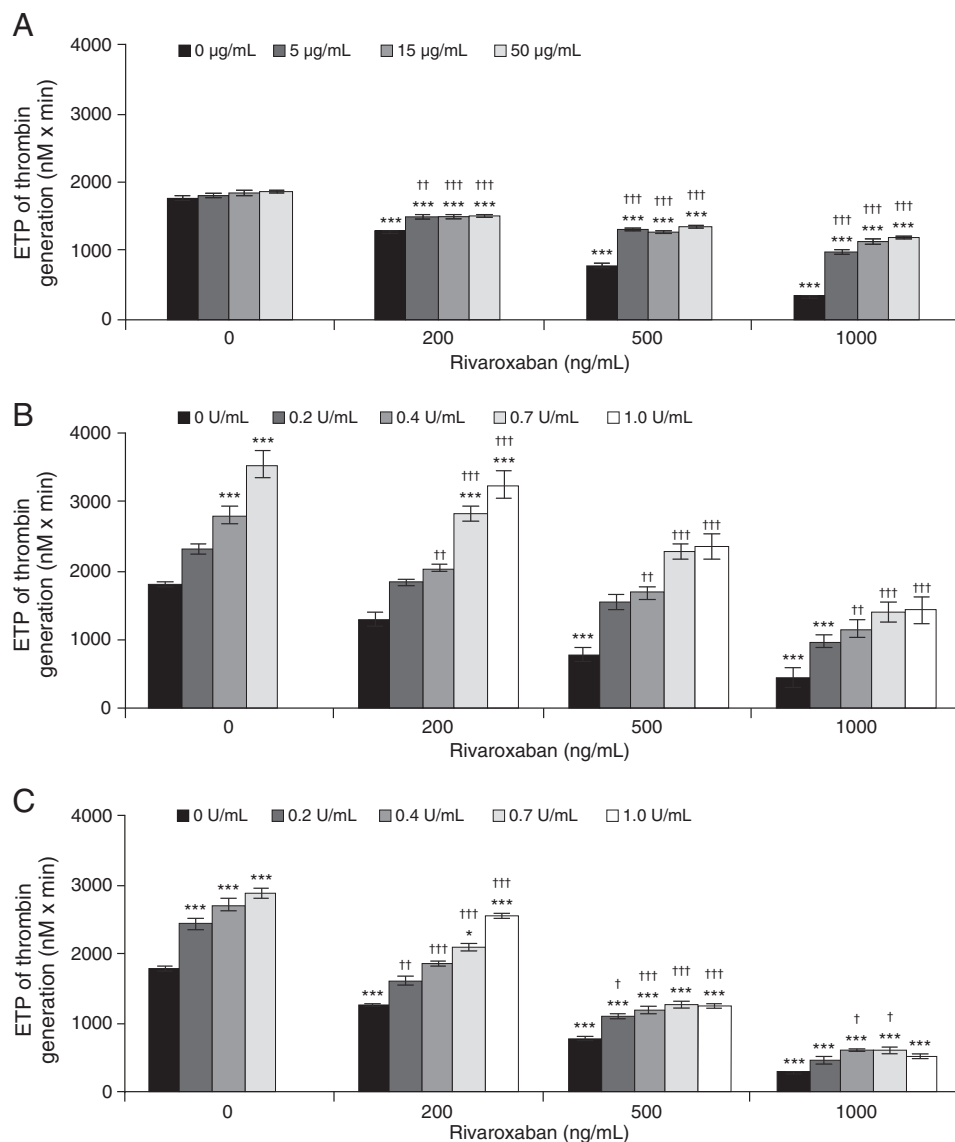 A
0 µg/mL 5 µg/mL 15 µg/mL 50 µg/mL
ETP of thrombin
generation (nM x min)
4000
3000
2000
1000
0
†† ††† †††
*** *** *** ***
††† ††† †††
*** *** *** ***
††† ††† †††
*** *** *** ***
0 200 500 1000
Rivaroxaban (ng/mL)
B
0 U/mL 0.2 U/mL 0.4 U/mL 0.7 U/mL 1.0 U/mL
ETP of thrombin
generation (nM x min)
4000
3000
2000
1000
0
*** ***
†† ††† †††
*** ***
*** †† ††† †††
*** *** †† ††† †††
0 200 500 1000
Rivaroxaban (ng/mL)
C
0 U/mL 0.2 U/mL 0.4 U/mL 0.7 U/mL 1.0 U/mL
ETP of thrombin
generation (nM x min)
4000
3000
2000
1000
0
*** *** ***
†† ††† ††† †††
*** * ***
† ††† ††† †††
*** *** *** *** ***
† †
*** *** *** *** ***
0 200 500 1000
Rivaroxaban (ng/mL)